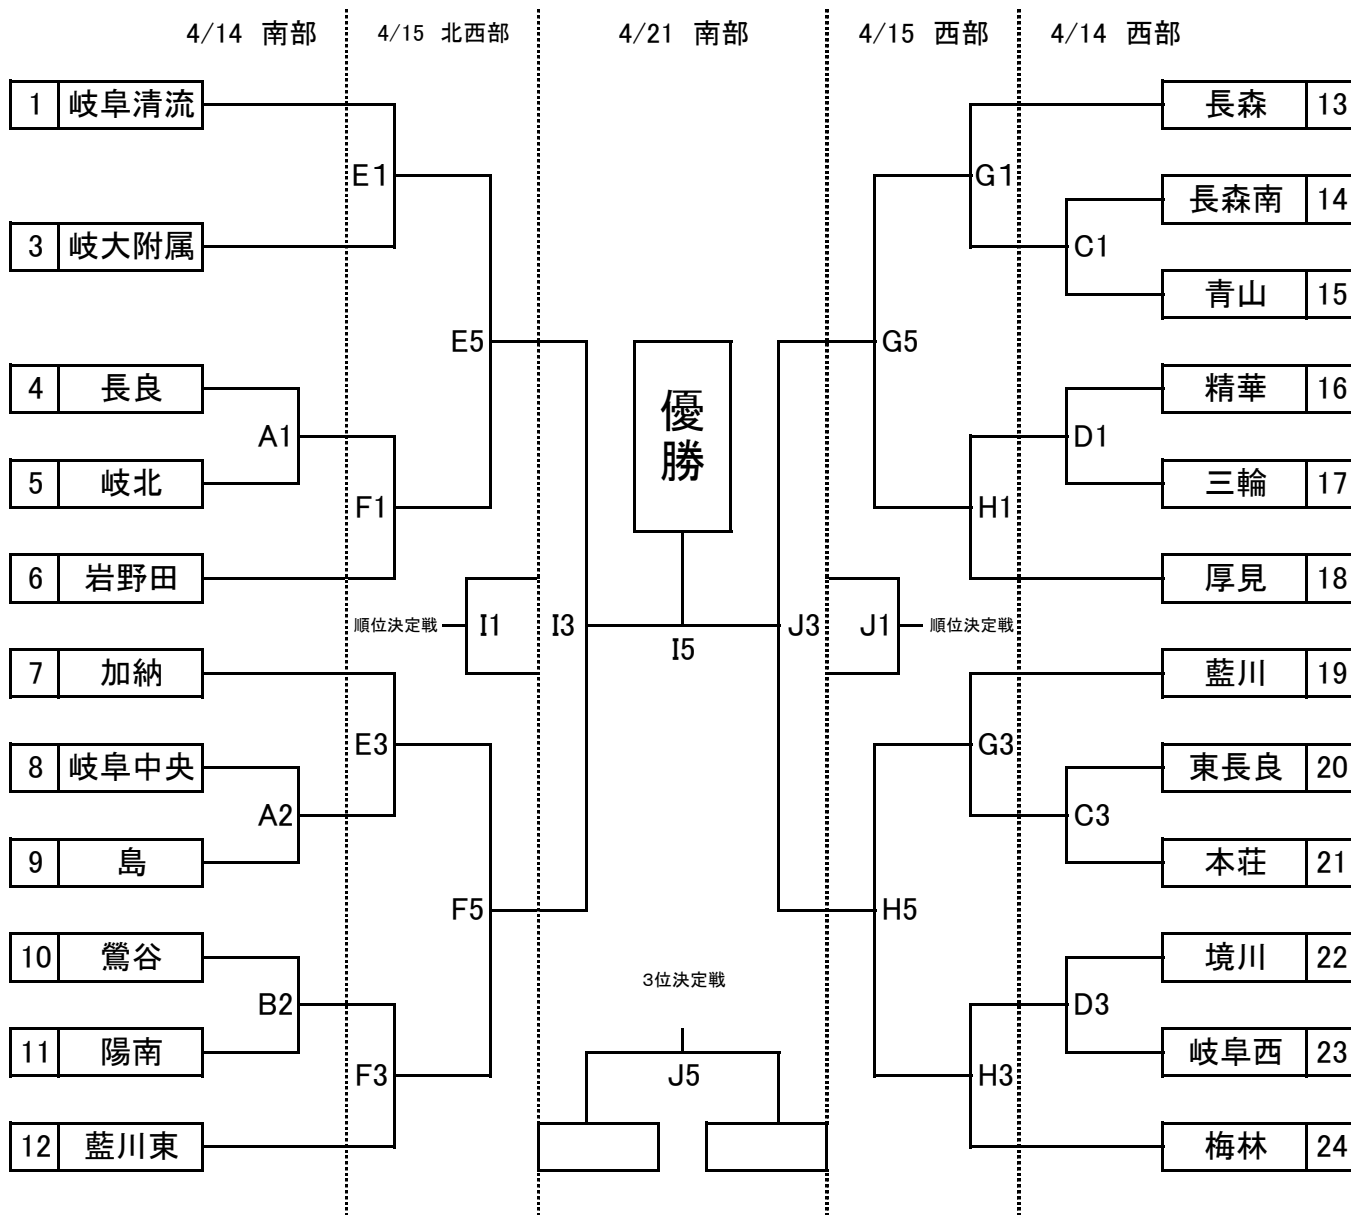 4/14 南部 4/15 北西部 4/21 南部 4/15 西部 4/14 西部
1 岐阜清流 長森 13
E1 G1
長森南 14
3 岐大附属 C1
青山 15
E5 G5
4 長良 精華 16
優勝
A1 D1
5 岐北 三輪 17
F1 H1
6 岩野田 厚見 18
順位決定戦 I1 I3 I5 J3 J1 順位決定戦
7 加納 藍川 19
E3 G3
8 岐阜中央 東長良 20
A2 C3
9 島 本荘 21
F5 H5
10 鶯谷 境川 22
3位決定戦
B2 D3
11 陽南 岐阜西 23
F3 J5 H3
12 藍川東 梅林 24